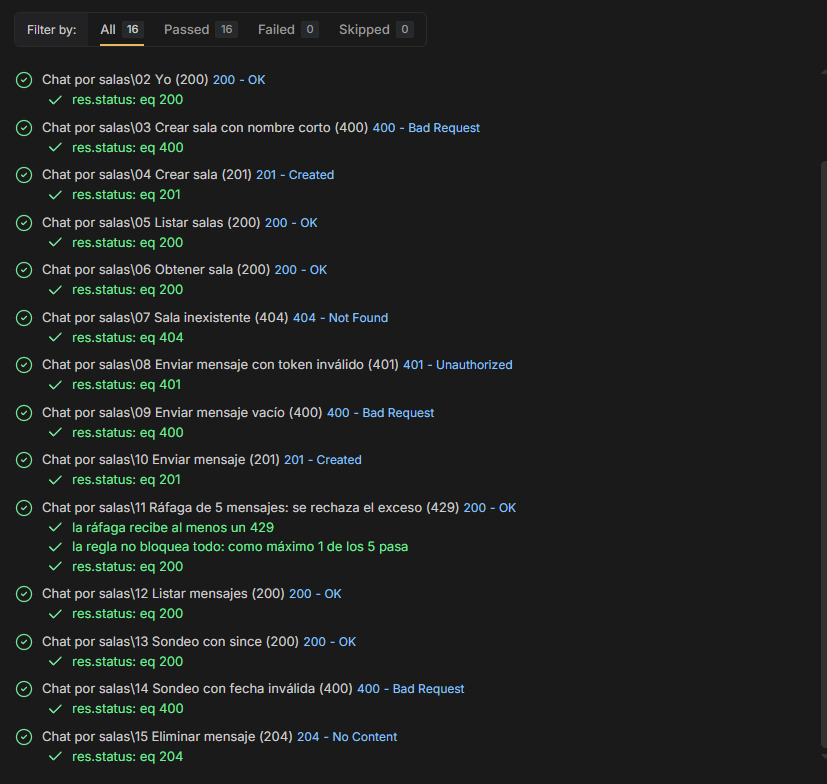 Filter by: All 16 Passed 16 Failed 0 Skipped 0
Chat por salas\02 Yo (200) 200 - OK
res.status: eq 200
Chat por salas\03 Crear sala con nombre corto (400) 400 - Bad Request
res.status: eq 400
Chat por salas\04 Crear sala (201) 201 - Created
res.status: eq 201
Chat por salas\05 Listar salas (200) 200 - OK
res.status: eq 200
Chat por salas\06 Obtener sala (200) 200 - OK
res.status: eq 200
Chat por salas\07 Sala inexistente (404) 404 - Not Found
res.status: eq 404
Chat por salas\08 Enviar mensaje con token inválido (401) 401 - Unauthorized
res.status: eq 401
Chat por salas\09 Enviar mensaje vacío (400) 400 - Bad Request
res.status: eq 400
Chat por salas\10 Enviar mensaje (201) 201 - Created
res.status: eq 201
Chat por salas\11 Ráfaga de 5 mensajes: se rechaza el exceso (429) 200 - OK
la ráfaga recibe al menos un 429
la regla no bloquea todo: como máximo 1 de los 5 pasa
res.status: eq 200
Chat por salas\12 Listar mensajes (200) 200 - OK
res.status: eq 200
Chat por salas\13 Sondeo con since (200) 200 - OK
res.status: eq 200
Chat por salas\14 Sondeo con fecha inválida (400) 400 - Bad Request
res.status: eq 400
Chat por salas\15 Eliminar mensaje (204) 204 - No Content
res.status: eq 204